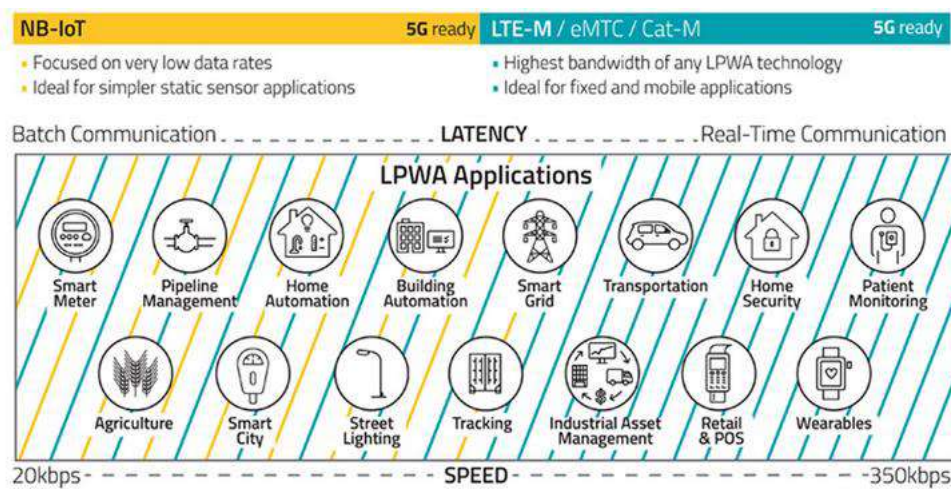 NB-IoT 5G ready LTE-M / eMTC / Cat-M 5G ready
▪ Focused on very low data rates
▪ Ideal for simpler static sensor applications
▪ Highest bandwidth of any LPWA technology
▪ Ideal for fixed and mobile applications
Batch Communication LATENCY Real-Time Communication
LPWA Applications
Smart
Meter
Pipeline
Management
Home
Automation
Building
Automation
Smart
Grid
Transportation
Home
Security
Patient
Monitoring
Agriculture
Smart
City
Street
Lighting
Tracking
Industrial Asset
Management
Retail
& POS
Wearables
20kbps SPEED 350kbps